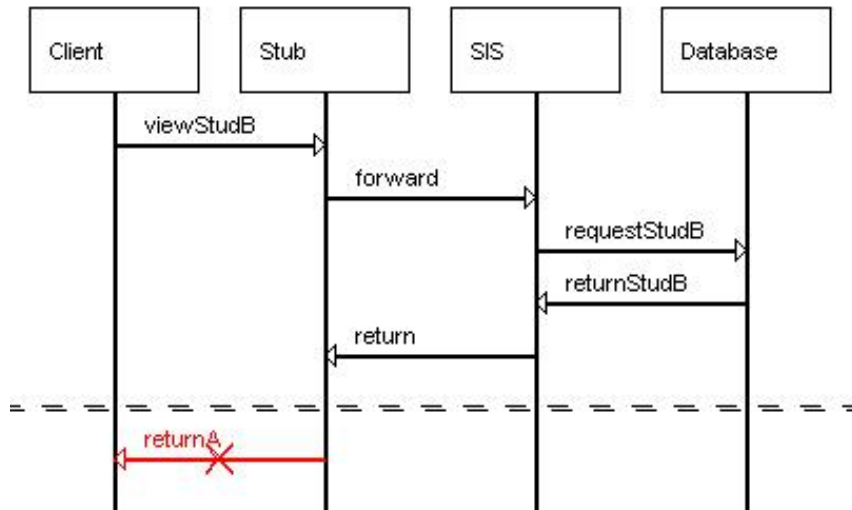 Client
Stub
SIS
Database
viewStudB
forward
requestStudB
returnStudB
return
returnA